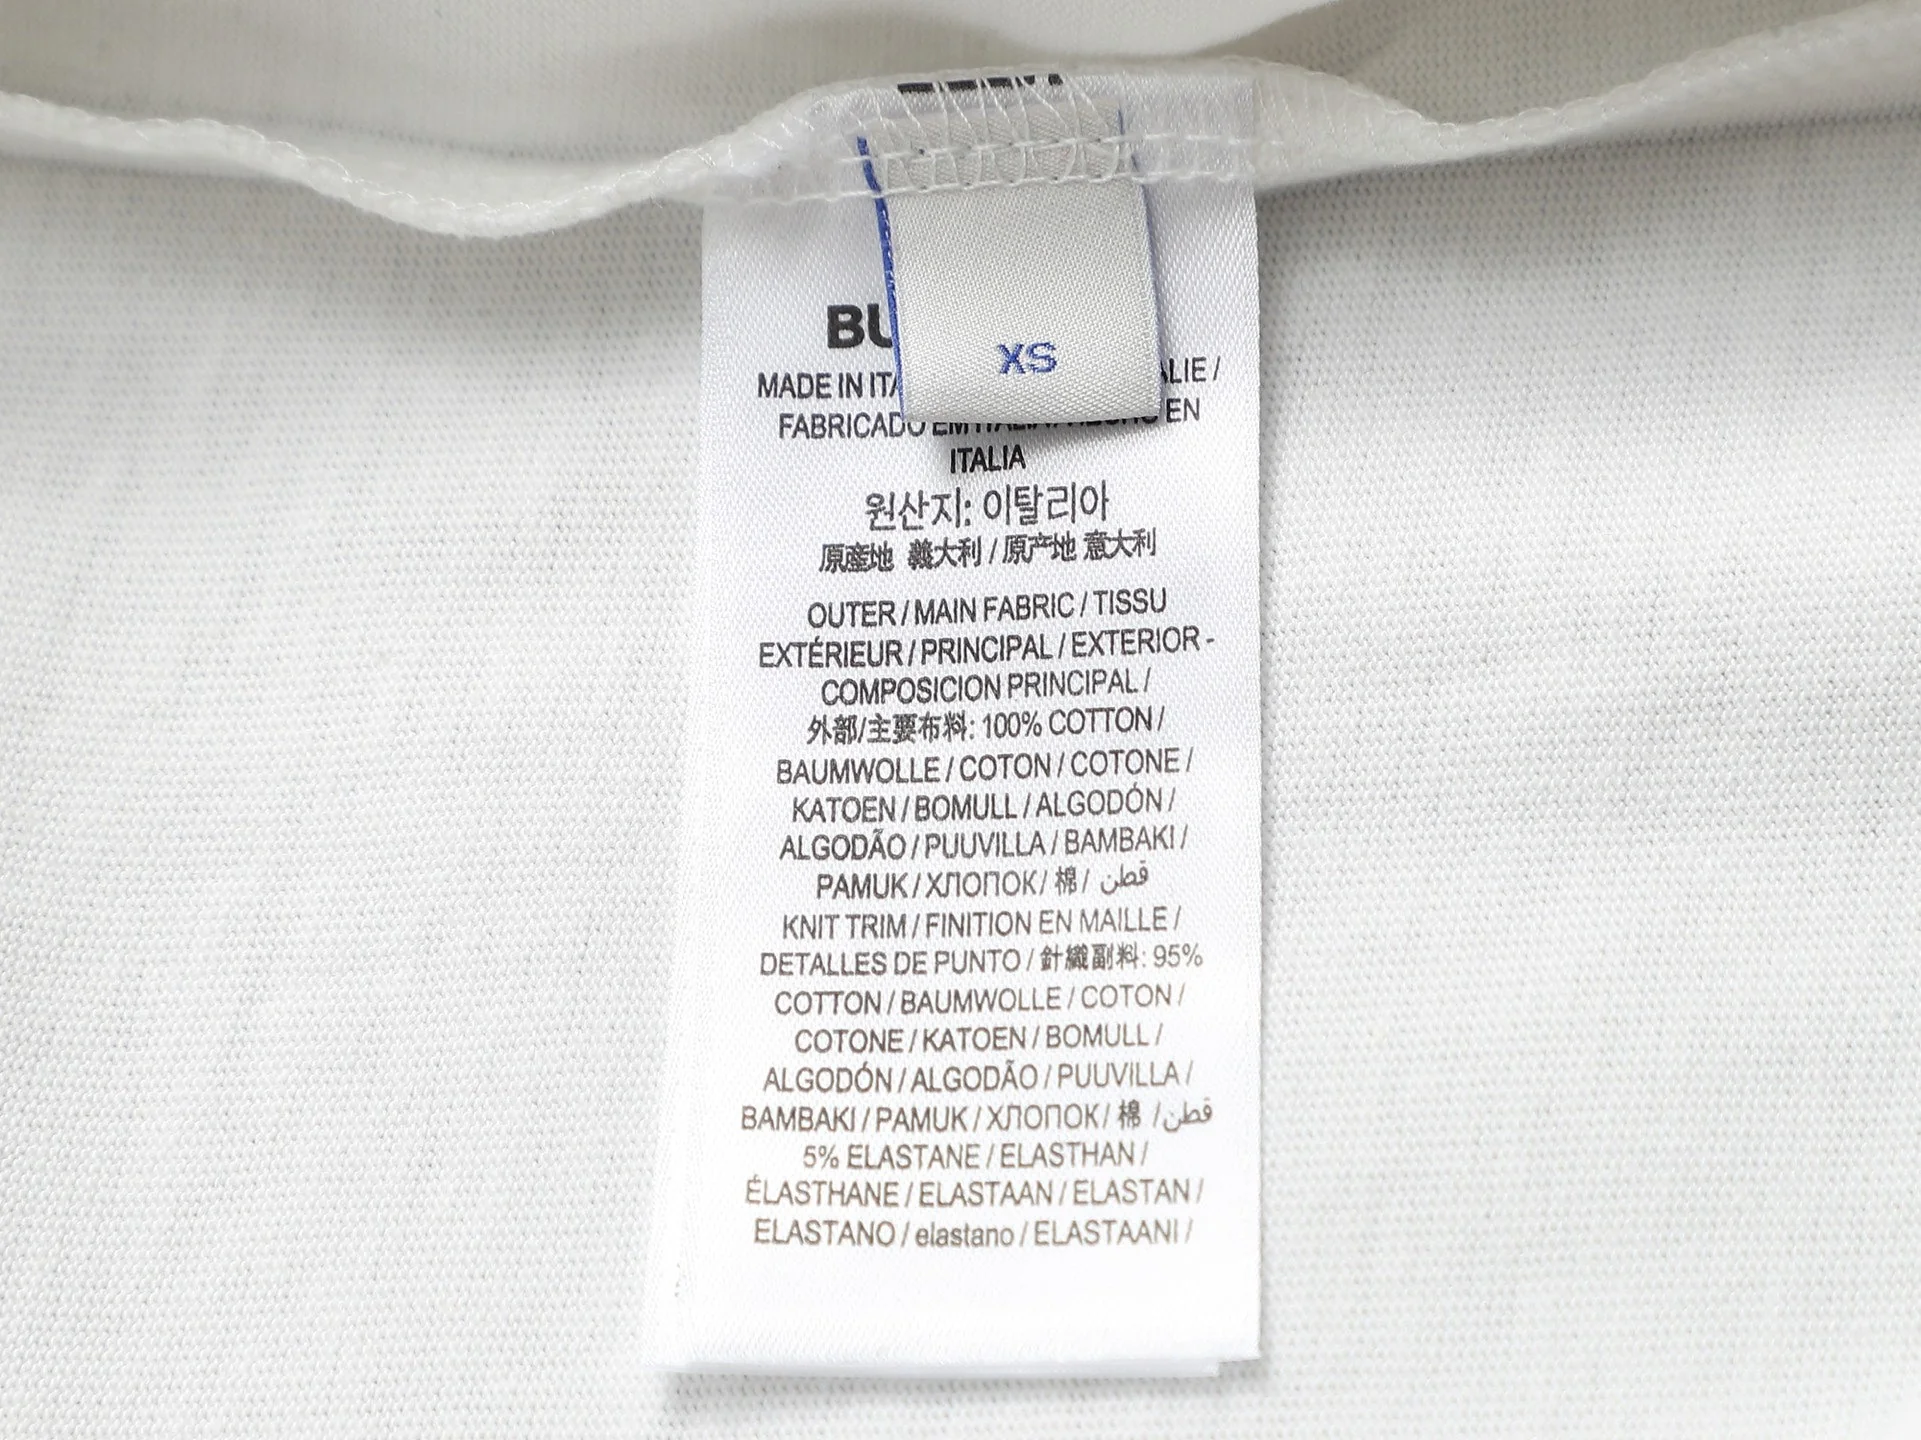 XS
MADE IN
ALIE /
FABRICADO EM ITALIA / HECHO EN
ITALIA
원산지: 이탈리아
原產地 義大利 / 原产地 意大利
OUTER / MAIN FABRIC / TISSU
EXTÉRIEUR / PRINCIPAL / EXTERIOR -
COMPOSICION PRINCIPAL /
外部/主要布料: 100% COTTON /
BAUMWOLLE / COTON / COTONE /
KATOEN / BOMULL / ALGODÓN /
ALGODÃO / PUUVILLA / BAMBAKI /
PAMUK / ХЛОПОК / 棉 / قطن
KNIT TRIM / FINITION EN MAILLE /
DETALLES DE PUNTO / 針織副料: 95%
COTTON / BAUMWOLLE / COTON /
COTONE / KATOEN / BOMULL /
ALGODÓN / ALGODÃO / PUUVILLA /
BAMBAKI / PAMUK / ХЛОПОК / 棉 / قطن
5% ELASTANE / ELASTHAN /
ÉLASTHANE / ELASTAAN / ELASTAN /
ELASTANO / elastano / ELASTAANI /